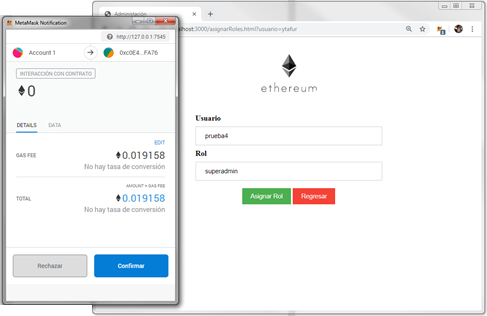 MetaMask Notification
http://127.0.0.1:7545
Account 1
0xc0E4...FA76
INTERACCIÓN CON CONTRATO
0
DETAILS
DATA
EDIT
GAS FEE
0.019158
No hay tasa de conversión
AMOUNT + GAS FEE
TOTAL
0.019158
No hay tasa de conversión
Rechazar
Confirmar
Administración
lhost:3000/asignarRoles.html?usuario=ytafur
ethereum
Usuario
prueba4
Rol
superadmin
Asignar Rol
Regresar